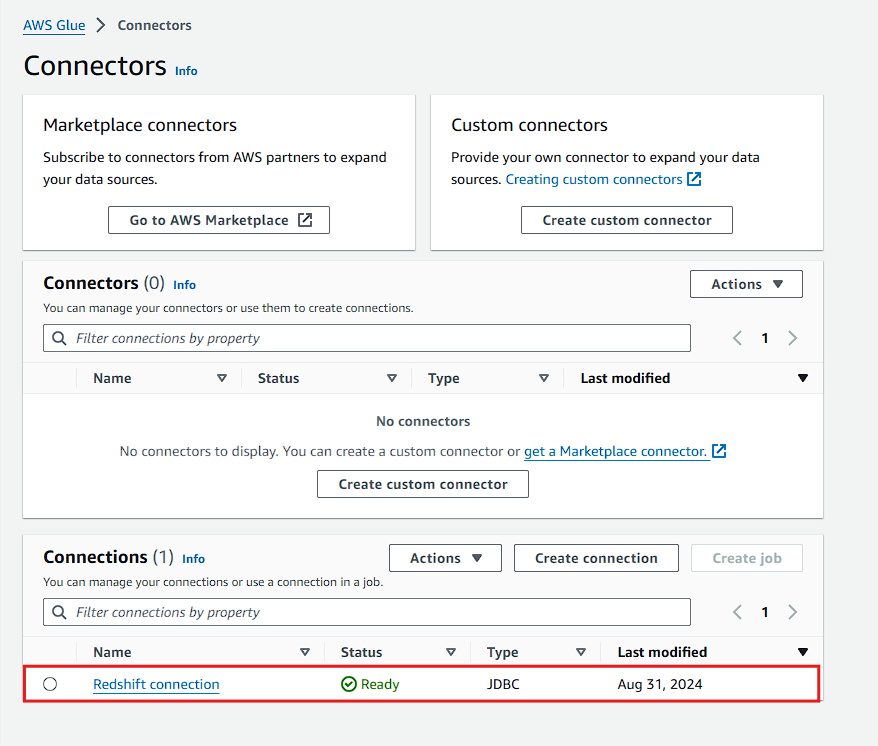 AWS Glue > Connectors
Connectors Info
Marketplace connectors
Subscribe to connectors from AWS partners to expand
your data sources.
Go to AWS Marketplace
Custom connectors
Provide your own connector to expand your data
sources. Creating custom connectors
Create custom connector
Connectors (0) Info
Actions
You can manage your connectors or use them to create connections.
Filter connections by property
1
Name Status Type Last modified
No connectors
No connectors to display. You can create a custom connector or get a Marketplace connector.
Create custom connector
Connections (1) Info
Actions Create connection Create job
You can manage your connections or use a connection in a job.
Filter connections by property
1
Name Status Type Last modified
Redshift connection Ready JDBC Aug 31, 2024